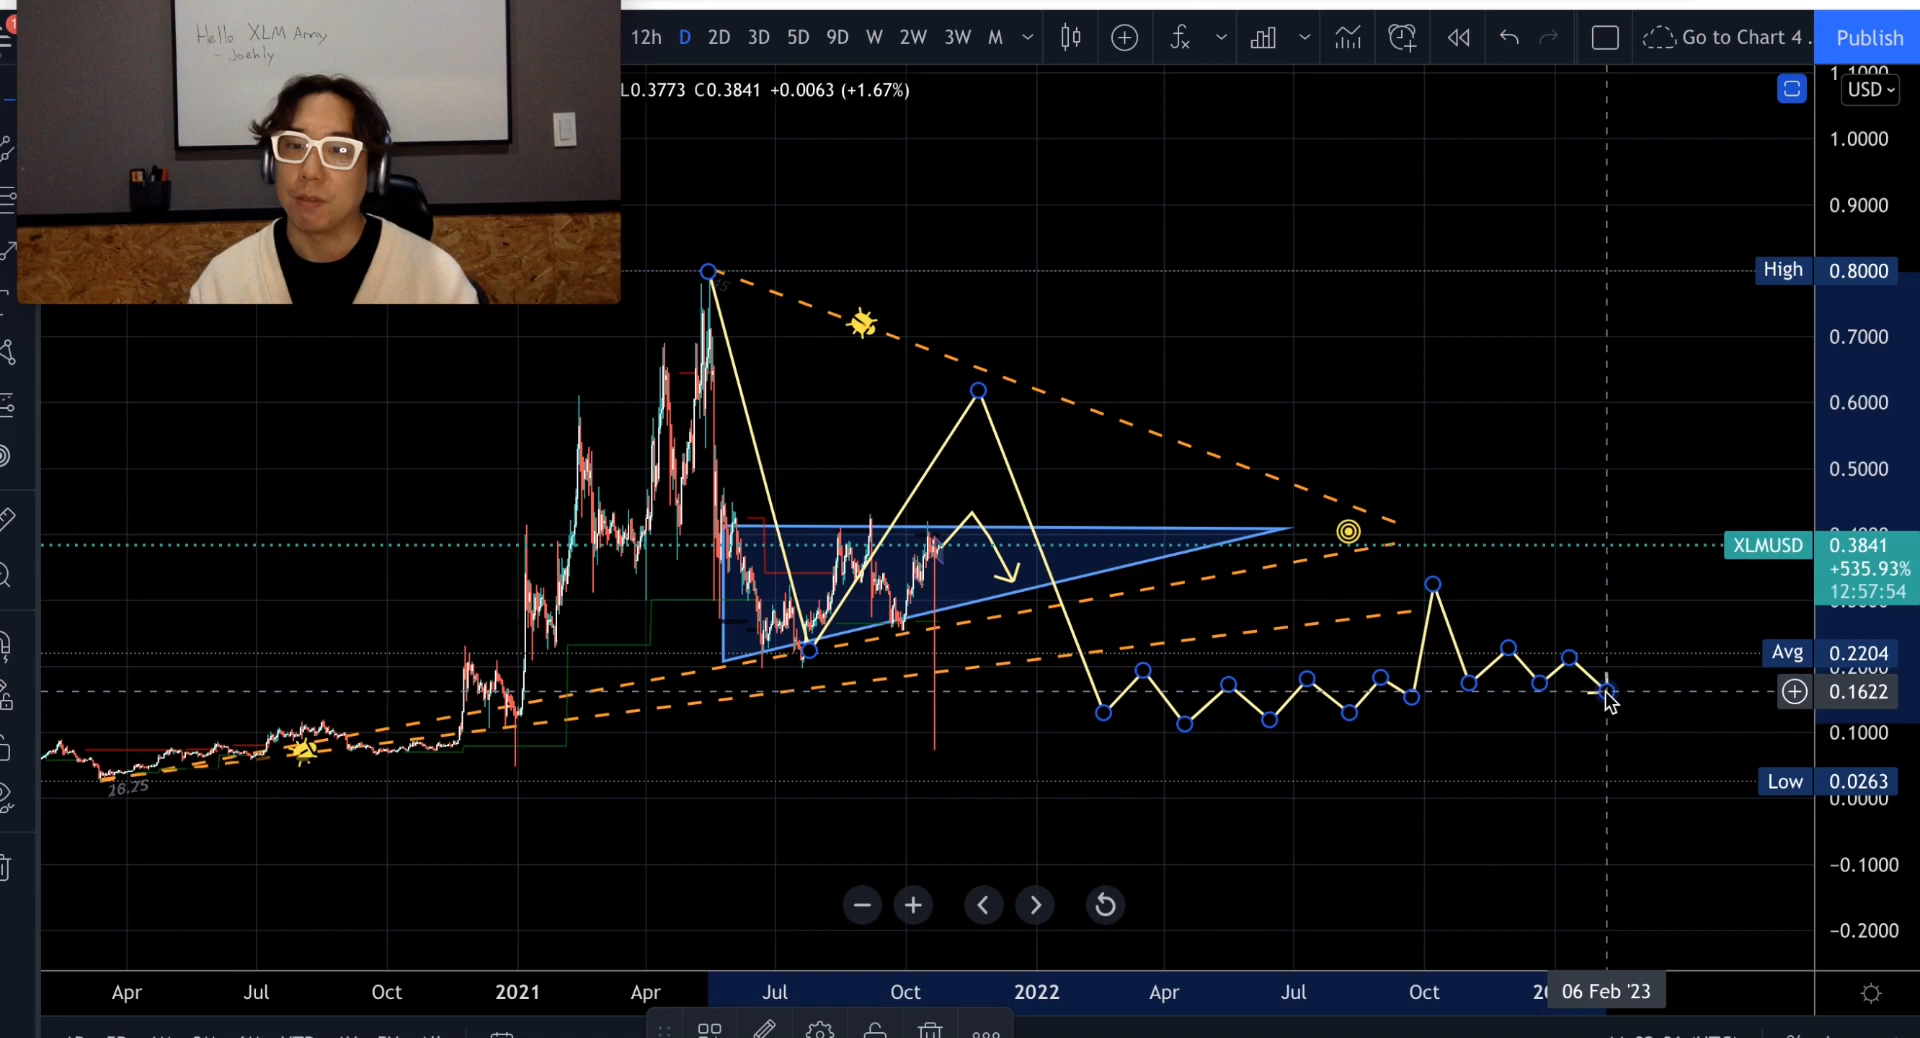 Hello XLM Army
- Joehly
1
12h D 2D 3D 5D 9D W 2W 3W M
Go to Chart 4 .
Publish
L0.3773 C0.3841 +0.0063 (+1.67%)
USD
1.0000
0.9000
High 0.8000
0.7000
0.6000
0.5000
XLMUSD 0.3841
+535.93%
12:57:54
Avg 0.2204
0.1622
0.1000
26.25
Low 0.0263
0.0000
−0.1000
−0.2000
Apr Jul Oct 2021 Apr Jul Oct 2022 Apr Jul Oct 06 Feb '23